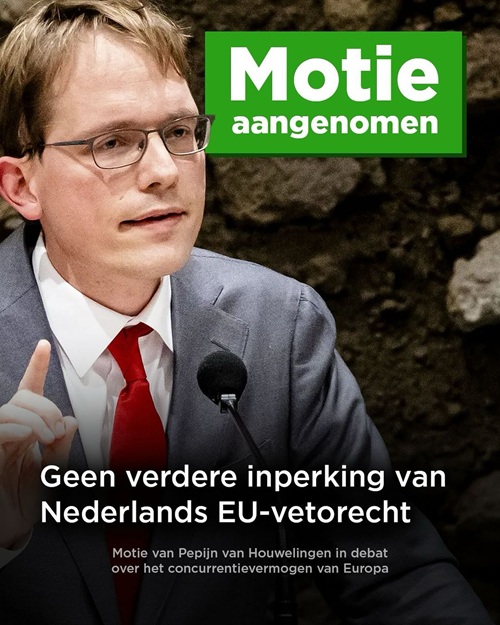 Motie
aangenomen
Geen verdere inperking van
Nederlands EU-vetorecht
Motie van Pepijn van Houwelingen in debat
over het concurrentievermogen van Europa